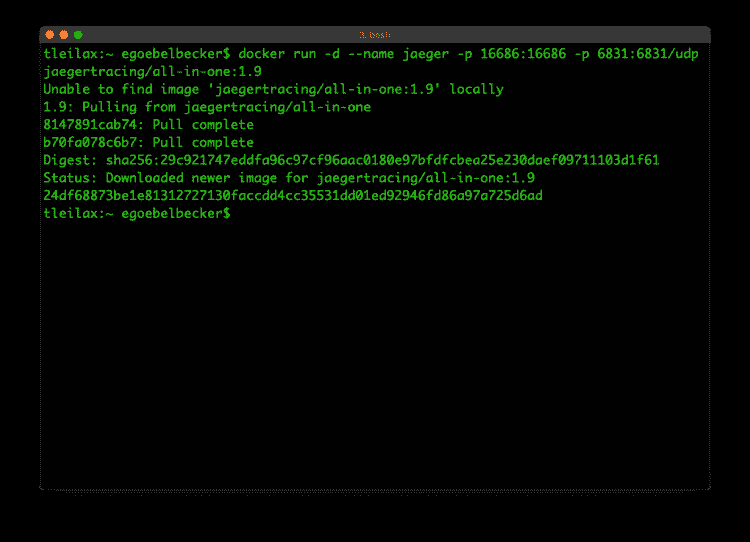 3. bash
tleilax:~ egoebelbecker$ docker run -d --name jaeger -p 16686:16686 -p 6831:6831/udp
jaegertracing/all-in-one:1.9
Unable to find image 'jaegertracing/all-in-one:1.9' locally
1.9: Pulling from jaegertracing/all-in-one
8147891cab74: Pull complete
b70fa078c6b7: Pull complete
Digest: sha256:29c921747eddfa96c97cf96aac0180e97bfdfcbea25e230daef09711103d1f61
Status: Downloaded newer image for jaegertracing/all-in-one:1.9
24df68873be1e81312727130faccdd4cc35531dd01ed92946fd86a97a725d6ad
tleilax:~ egoebelbecker$